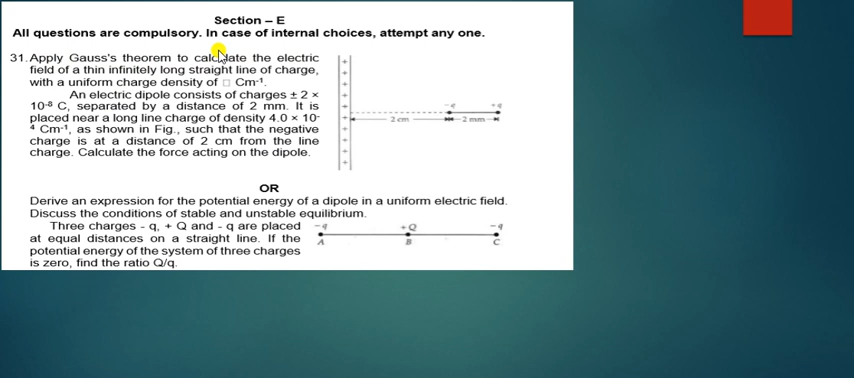 Section – E
All questions are compulsory. In case of internal choices, attempt any one.
31. Apply Gauss's theorem to calculate the electric
field of a thin infinitely long straight line of charge,
with a uniform charge density of □ Cm⁻¹.
An electric dipole consists of charges ± 2 ×
10⁻⁸ C, separated by a distance of 2 mm. It is
placed near a long line charge of density 4.0 × 10⁻
⁴ Cm⁻¹, as shown in Fig., such that the negative
charge is at a distance of 2 cm from the line
charge. Calculate the force acting on the dipole.
-q +q
2 cm 2 mm
OR
Derive an expression for the potential energy of a dipole in a uniform electric field.
Discuss the conditions of stable and unstable equilibrium.
Three charges - q, + Q and - q are placed
at equal distances on a straight line. If the
potential energy of the system of three charges
is zero, find the ratio Q/q.
-q +Q -q
A B C